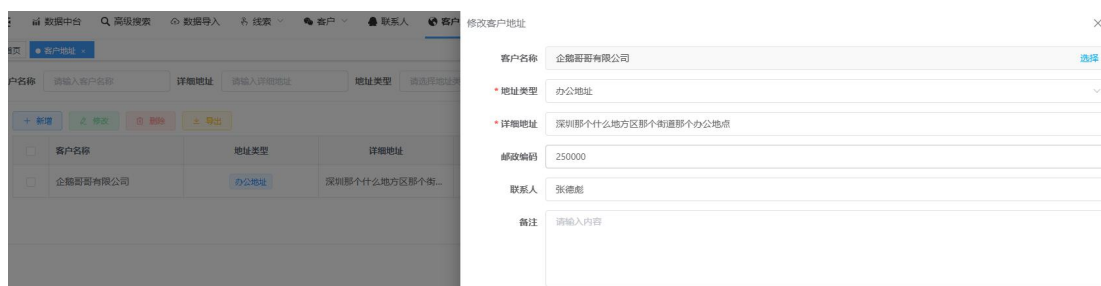 数据中台 高级搜索 数据导入 线索 客户 联系人 客户
修改客户地址
首页 客户地址
客户名称 企鹅哥哥有限公司 选择
户名称 请输入客户名称 详细地址 请输入详细地址 地址类型 请选择地址
* 地址类型 办公地址
+ 新增 修改 删除 导出
* 详细地址 深圳那个什么地方区那个街道那个办公地点
客户名称 地址类型 详细地址
邮政编码 250000
企鹅哥哥有限公司 办公地址 深圳那个什么地方区那个街...
联系人 张德彪
备注 请输入内容